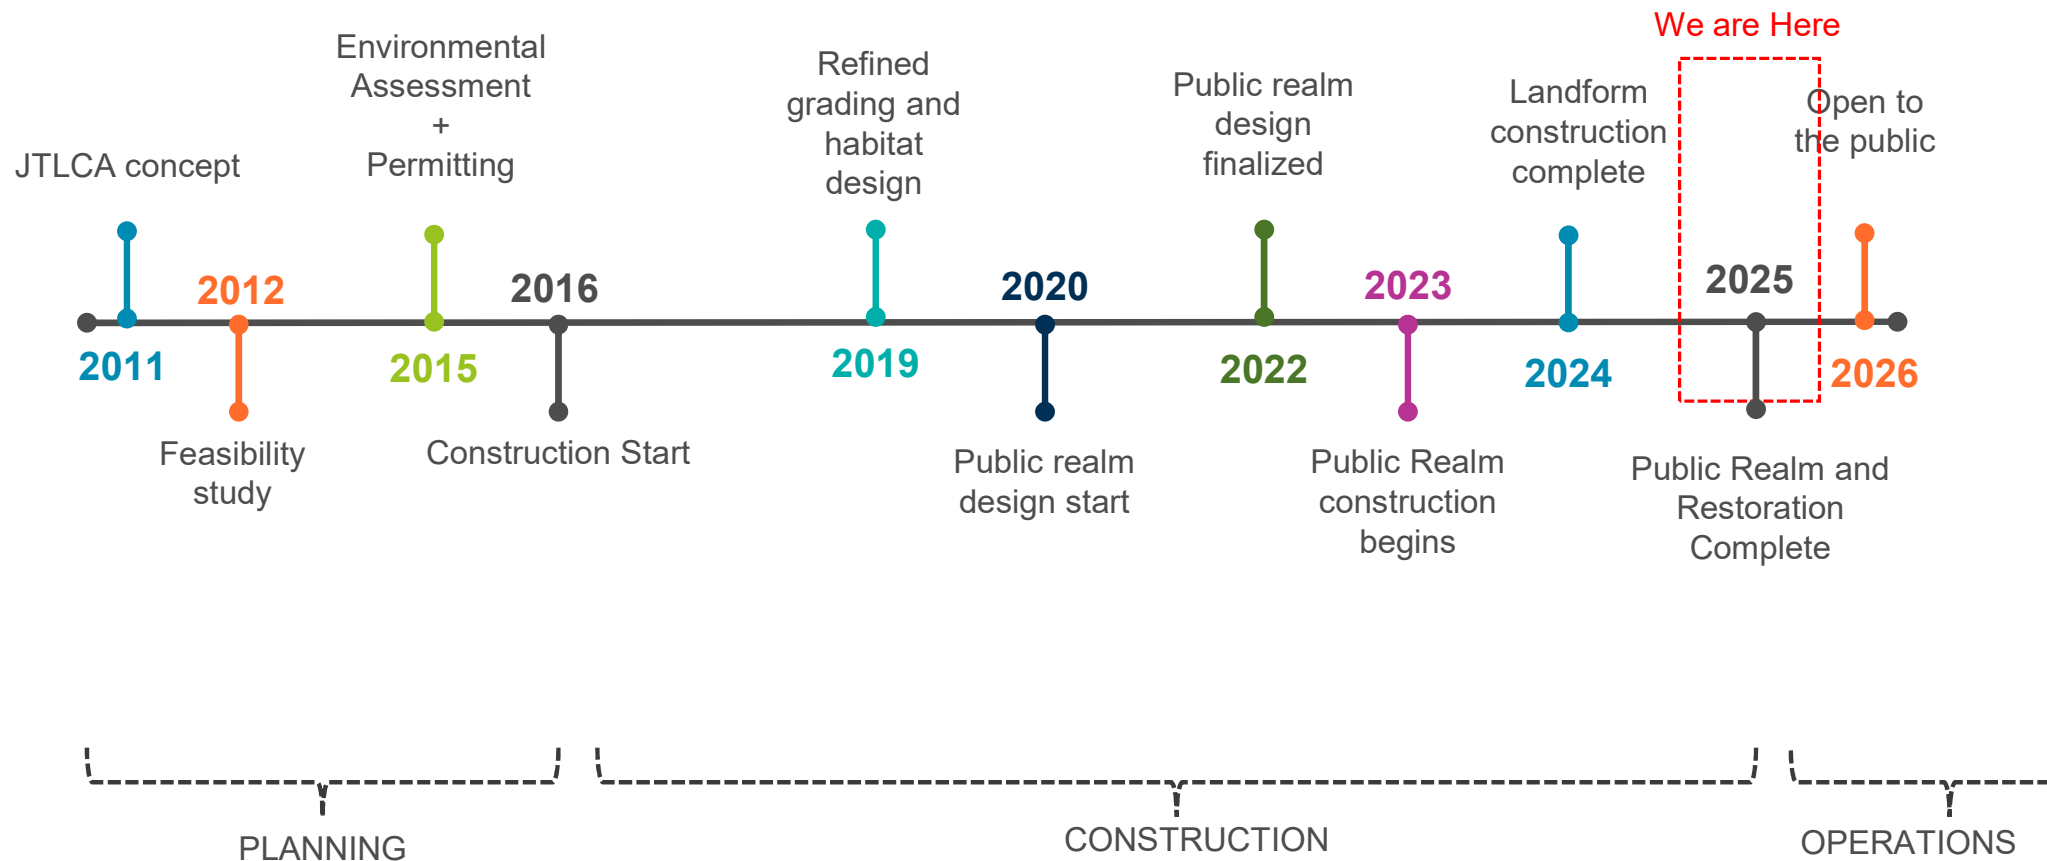 We are Here
JTLCA concept
Environmental
Assessment
+
Permitting
Refined
grading and
habitat
design
Public realm
design
finalized
Landform
construction
complete
Open to
the public
2011
2012
2015
2016
2019
2020
2022
2023
2024
2025
2026
Feasibility
study
Construction Start
Public realm
design start
Public Realm
construction
begins
Public Realm and
Restoration
Complete
PLANNING
CONSTRUCTION
OPERATIONS